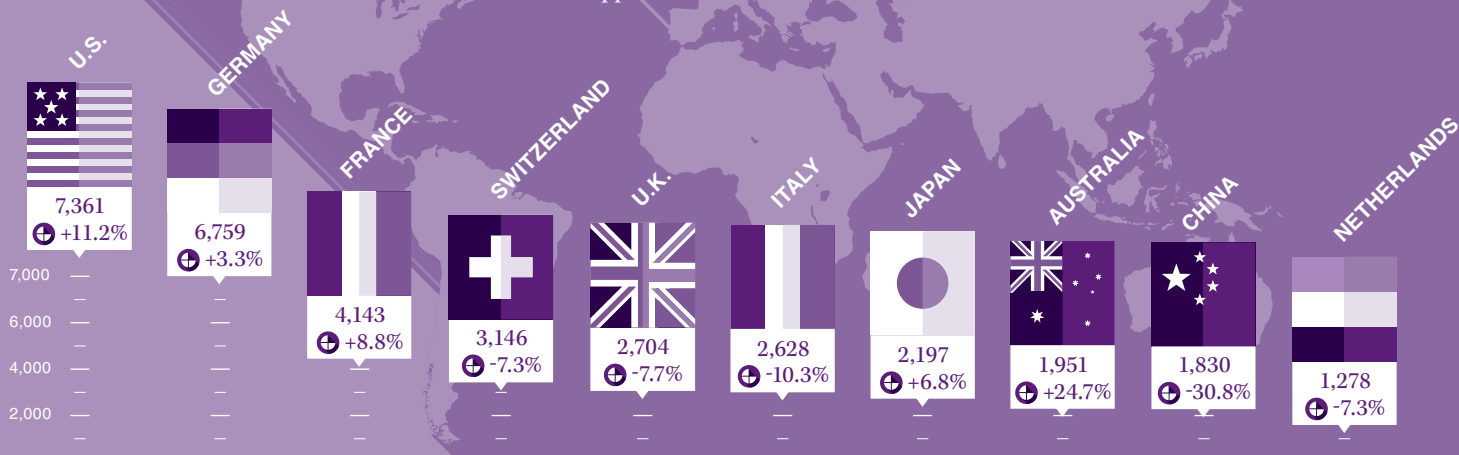 U.S.
7,361
+11.2%
GERMANY
6,759
+3.3%
FRANCE
4,143
+8.8%
SWITZERLAND
3,146
-7.3%
U.K.
2,704
-7.7%
ITALY
2,628
-10.3%
JAPAN
2,197
+6.8%
AUSTRALIA
1,951
+24.7%
CHINA
1,830
-30.8%
NETHERLANDS
1,278
-7.3%
7,000
6,000
4,000
2,000